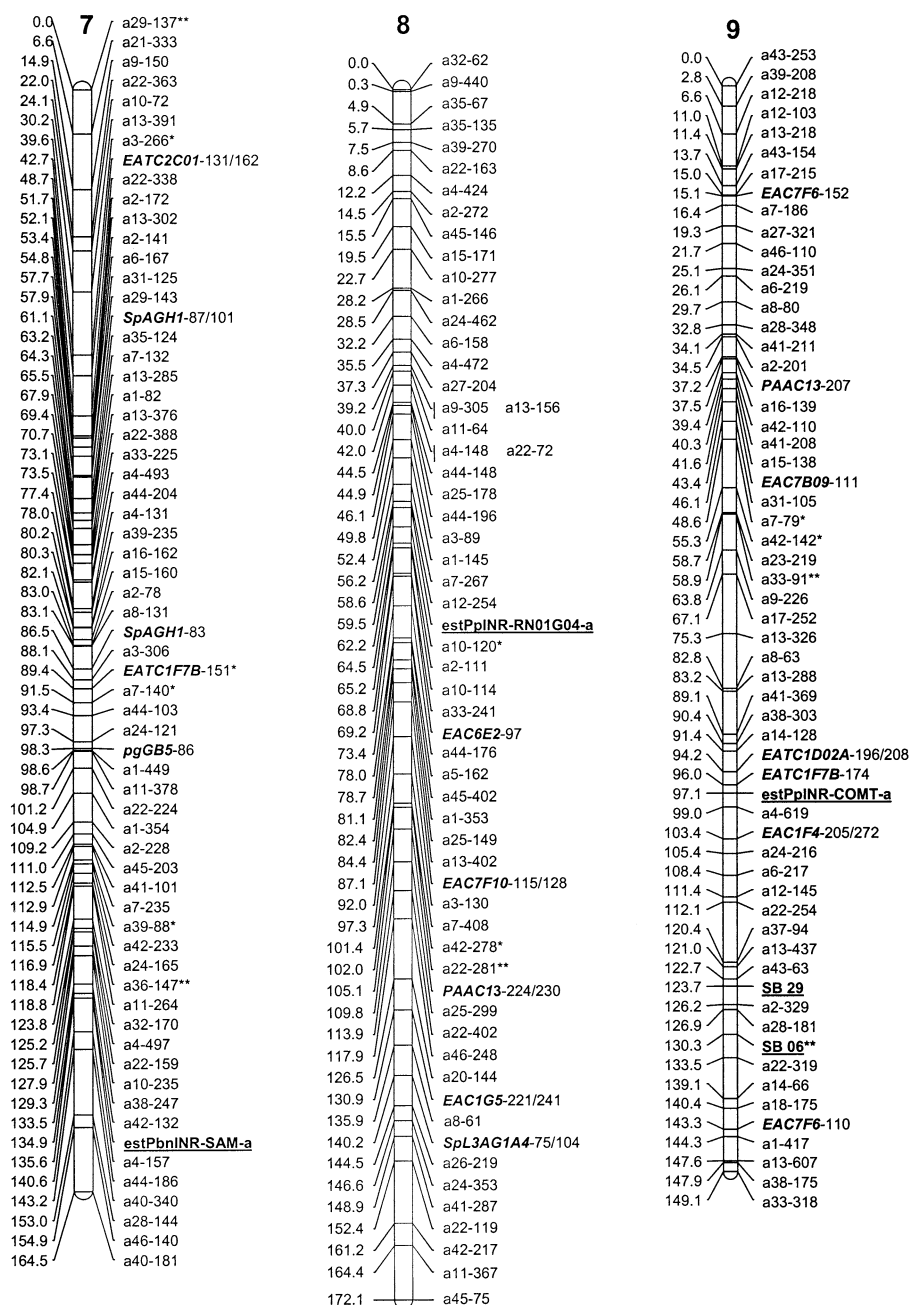 7
0.0 a29-137**
6.6 a21-333
14.9 a9-150
22.0 a22-363
24.1 a10-72
30.2 a13-391
39.6 a3-266*
42.7 EATC2C01-131/162
48.7 a22-338
51.7 a2-172
52.1 a13-302
53.4 a2-141
54.8 a6-167
57.7 a31-125
57.9 a29-143
61.1 SpAGH1-87/101
63.2 a35-124
64.3 a7-132
65.5 a13-285
67.9 a1-82
69.4 a13-376
70.7 a22-388
73.1 a33-225
73.5 a4-493
77.4 a44-204
78.0 a4-131
80.2 a39-235
80.3 a16-162
82.1 a15-160
83.0 a2-78
83.1 a8-131
86.5 SpAGH1-83
88.1 a3-306
89.4 EATC1F7B-151*
91.5 a7-140*
93.4 a44-103
97.3 a24-121
98.3 pgGB5-86
98.6 a1-449
98.7 a11-378
101.2 a22-224
104.9 a1-354
109.2 a2-228
111.0 a45-203
112.5 a41-101
112.9 a7-235
114.9 a39-88*
115.5 a42-233
116.9 a24-165
118.4 a36-147**
118.8 a11-264
123.8 a32-170
125.2 a4-497
125.7 a22-159
127.9 a10-235
129.3 a38-247
133.5 a42-132
134.9 estPbnINR-SAM-a
135.6 a4-157
140.6 a44-186
143.2 a40-340
153.0 a28-144
154.9 a46-140
164.5 a40-181
8
0.0 a32-62
0.3 a9-440
4.9 a35-67
5.7 a35-135
7.5 a39-270
8.6 a22-163
12.2 a4-424
14.5 a2-272
15.5 a45-146
19.5 a15-171
22.7 a10-277
28.2 a1-266
28.5 a24-462
32.2 a6-158
35.5 a4-472
37.3 a27-204
39.2 a9-305 a13-156
40.0 a11-64
42.0 a4-148 a22-72
44.5 a44-148
44.9 a25-178
46.1 a44-196
49.8 a3-89
52.4 a1-145
56.2 a7-267
58.6 a12-254
59.5 estPpINR-RN01G04-a
62.2 a10-120*
64.5 a2-111
65.2 a10-114
68.8 a33-241
69.2 EAC6E2-97
73.4 a44-176
78.0 a5-162
78.7 a45-402
81.1 a1-353
82.4 a25-149
84.4 a13-402
87.1 EAC7F10-115/128
92.0 a3-130
97.3 a7-408
101.4 a42-278*
102.0 a22-281**
105.1 PAAC13-224/230
109.8 a25-299
113.9 a22-402
117.9 a46-248
126.5 a20-144
130.9 EAC1G5-221/241
135.9 a8-61
140.2 SpL3AG1A4-75/104
144.5 a26-219
146.6 a24-353
148.9 a41-287
152.4 a22-119
161.2 a42-217
164.4 a11-367
172.1 a45-75
9
0.0 a43-253
2.8 a39-208
6.6 a12-218
11.0 a12-103
11.4 a13-218
13.7 a43-154
15.0 a17-215
15.1 EAC7F6-152
16.4 a7-186
19.3 a27-321
21.7 a46-110
25.1 a24-351
26.1 a6-219
29.7 a8-80
32.8 a28-348
34.1 a41-211
34.5 a2-201
37.2 PAAC13-207
37.5 a16-139
39.4 a42-110
40.3 a41-208
41.6 a15-138
43.4 EAC7B09-111
46.1 a31-105
48.6 a7-79*
55.3 a42-142*
58.7 a23-219
58.9 a33-91**
63.8 a9-226
67.1 a17-252
75.3 a13-326
82.8 a8-63
83.2 a13-288
89.1 a41-369
90.4 a38-303
91.4 a14-128
94.2 EATC1D02A-196/208
96.0 EATC1F7B-174
97.1 estPpINR-COMT-a
99.0 a4-619
103.4 EAC1F4-205/272
105.4 a24-216
108.4 a6-217
111.4 a12-145
112.1 a22-254
120.4 a37-94
121.0 a13-437
122.7 a43-63
123.7 SB 29
126.2 a2-329
126.9 a28-181
130.3 SB 06**
133.5 a22-319
139.1 a14-66
140.4 a18-175
143.3 EAC7F6-110
144.3 a1-417
147.6 a13-607
147.9 a38-175
149.1 a33-318